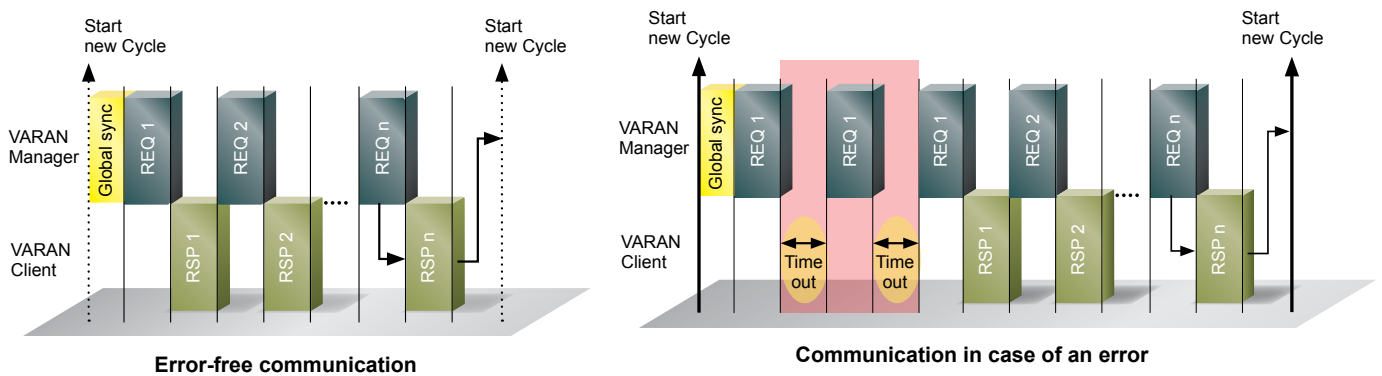 Start
new Cycle
Start
new Cycle
VARAN
Manager
Global sync
REQ 1
REQ 2
REQ n
....
VARAN
Client
RSP 1
RSP 2
RSP n
Error-free communication
Start
new Cycle
Start
new Cycle
VARAN
Manager
Global sync
REQ 1
REQ 1
REQ 1
REQ 2
REQ n
....
VARAN
Client
Time
out
Time
out
RSP 1
RSP 2
RSP n
Communication in case of an error